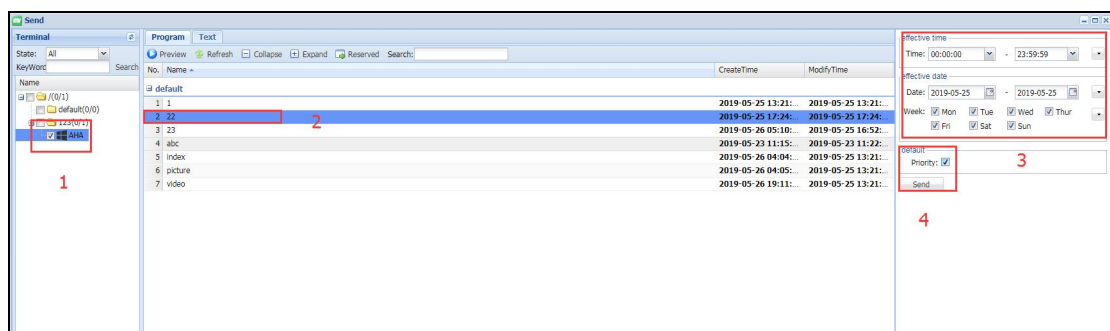 Send
Terminal
State: All
KeyWord Search
Name
/(0/1)
default(0/0)
123(0/1)
AHA
1
Program Text
Preview Refresh Collapse Expand Reserved Search:
No. Name CreateTime ModifyTime
default
1 1 2019-05-25 13:21:... 2019-05-25 13:21:...
2 22 2019-05-25 17:24:... 2019-05-25 17:24:...
2
3 23 2019-05-26 05:10:... 2019-05-25 16:52:...
4 abc 2019-05-23 11:15:... 2019-05-23 11:22:...
5 index 2019-05-26 04:04:... 2019-05-25 13:21:...
6 picture 2019-05-26 04:05:... 2019-05-25 13:21:...
7 video 2019-05-26 19:11:... 2019-05-25 13:21:...
effective time
Time: 00:00:00 - 23:59:59
effective date
Date: 2019-05-25 - 2019-05-25
Week: Mon Tue Wed Thur
Fri Sat Sun
3
default
Priority:
Send
4